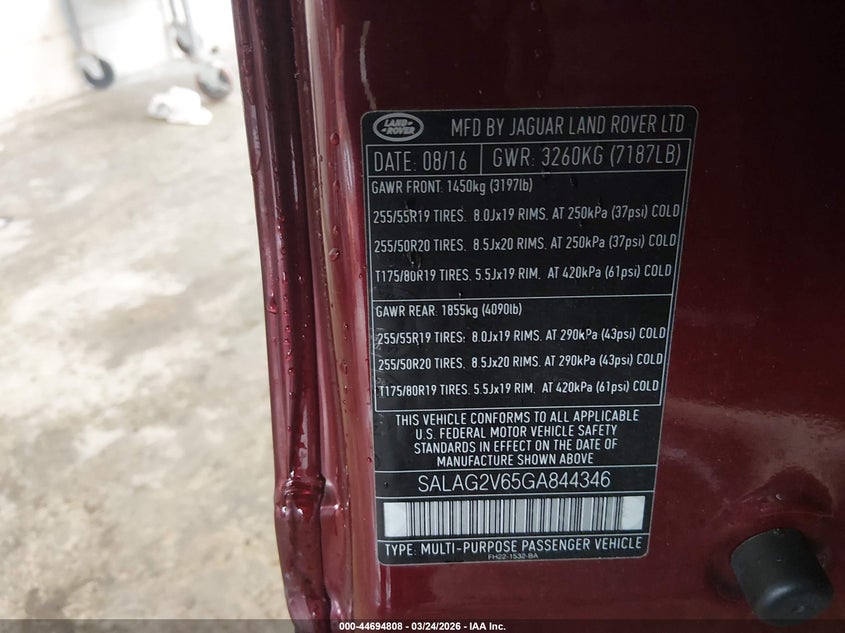 LAND ROVER
MFD BY JAGUAR LAND ROVER LTD
DATE: 08/16 GWR: 3260KG (7187LB)
GAWR FRONT: 1450kg (3197lb)
255/55R19 TIRES. 8.0Jx19 RIMS. AT 250kPa (37psi) COLD
255/50R20 TIRES. 8.5Jx20 RIMS. AT 250kPa (37psi) COLD
T175/80R19 TIRES. 5.5Jx19 RIM. AT 420kPa (61psi) COLD
GAWR REAR: 1855kg (4090lb)
255/55R19 TIRES: 8.0Jx19 RIMS. AT 290kPa (43psi) COLD
255/50R20 TIRES. 8.5Jx20 RIMS. AT 290kPa (43psi) COLD
T175/80R19 TIRES. 5.5Jx19 RIM. AT 420kPa (61psi) COLD
THIS VEHICLE CONFORMS TO ALL APPLICABLE
U.S. FEDERAL MOTOR VEHICLE SAFETY
STANDARDS IN EFFECT ON THE DATE OF
MANUFACTURE SHOWN ABOVE
SALAG2V65GA844346
TYPE: MULTI-PURPOSE PASSENGER VEHICLE
FH22-1532-BA
000-44694808 - 03/24/2026 - IAA Inc.